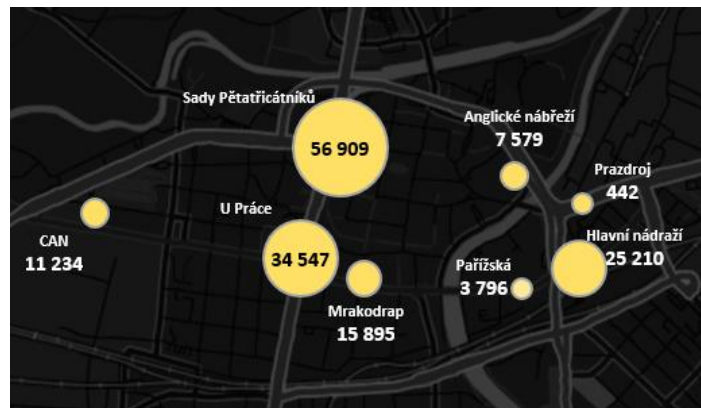 Sady Pětatřicátníků
56 909
Anglické nábřeží
7 579
Prazdroj
442
U Práce
CAN
11 234
34 547
Hlavní nádraží
25 210
Pařížská
3 796
Mrakodrap
15 895